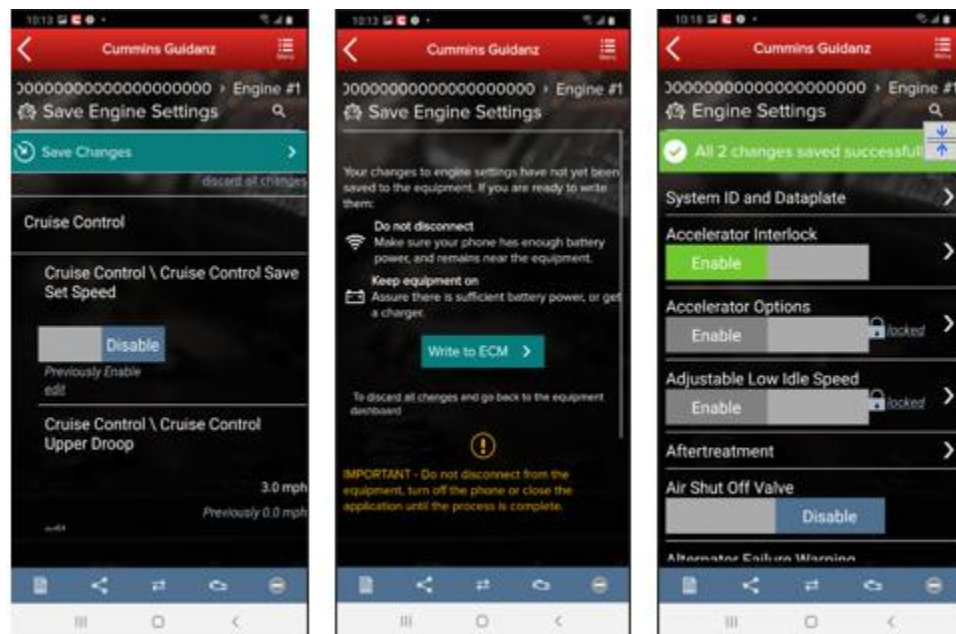 10:13
Cummins Guidanz
Menu
00000000000000000000 › Engine #1
Save Engine Settings
Save Changes
discard all changes
Cruise Control
Cruise Control \ Cruise Control Save
Set Speed
Disable
Previously Enable
edit
Cruise Control \ Cruise Control
Upper Droop
3.0 mph
Previously 0.0 mph
10:13
Cummins Guidanz
Menu
00000000000000000000 › Engine #1
Save Engine Settings
Your changes to engine settings have not yet been
saved to the equipment. If you are ready to write
them:
Do not disconnect
Make sure your phone has enough battery
power, and remains near the equipment.
Keep equipment on
Assure there is sufficient battery power, or get
a charger.
Write to ECM
To discard all changes and go back to the equipment
dashboard
IMPORTANT - Do not disconnect from the
equipment, turn off the phone or close the
application until the process is complete.
10:18
Cummins Guidanz
Menu
00000000000000000000 › Engine #1
Engine Settings
All 2 changes saved successful
System ID and Dataplate
Accelerator Interlock
Enable
Accelerator Options
Enable
locked
Adjustable Low Idle Speed
Enable
locked
Aftertreatment
Air Shut Off Valve
Disable
Alternator Failure Warning